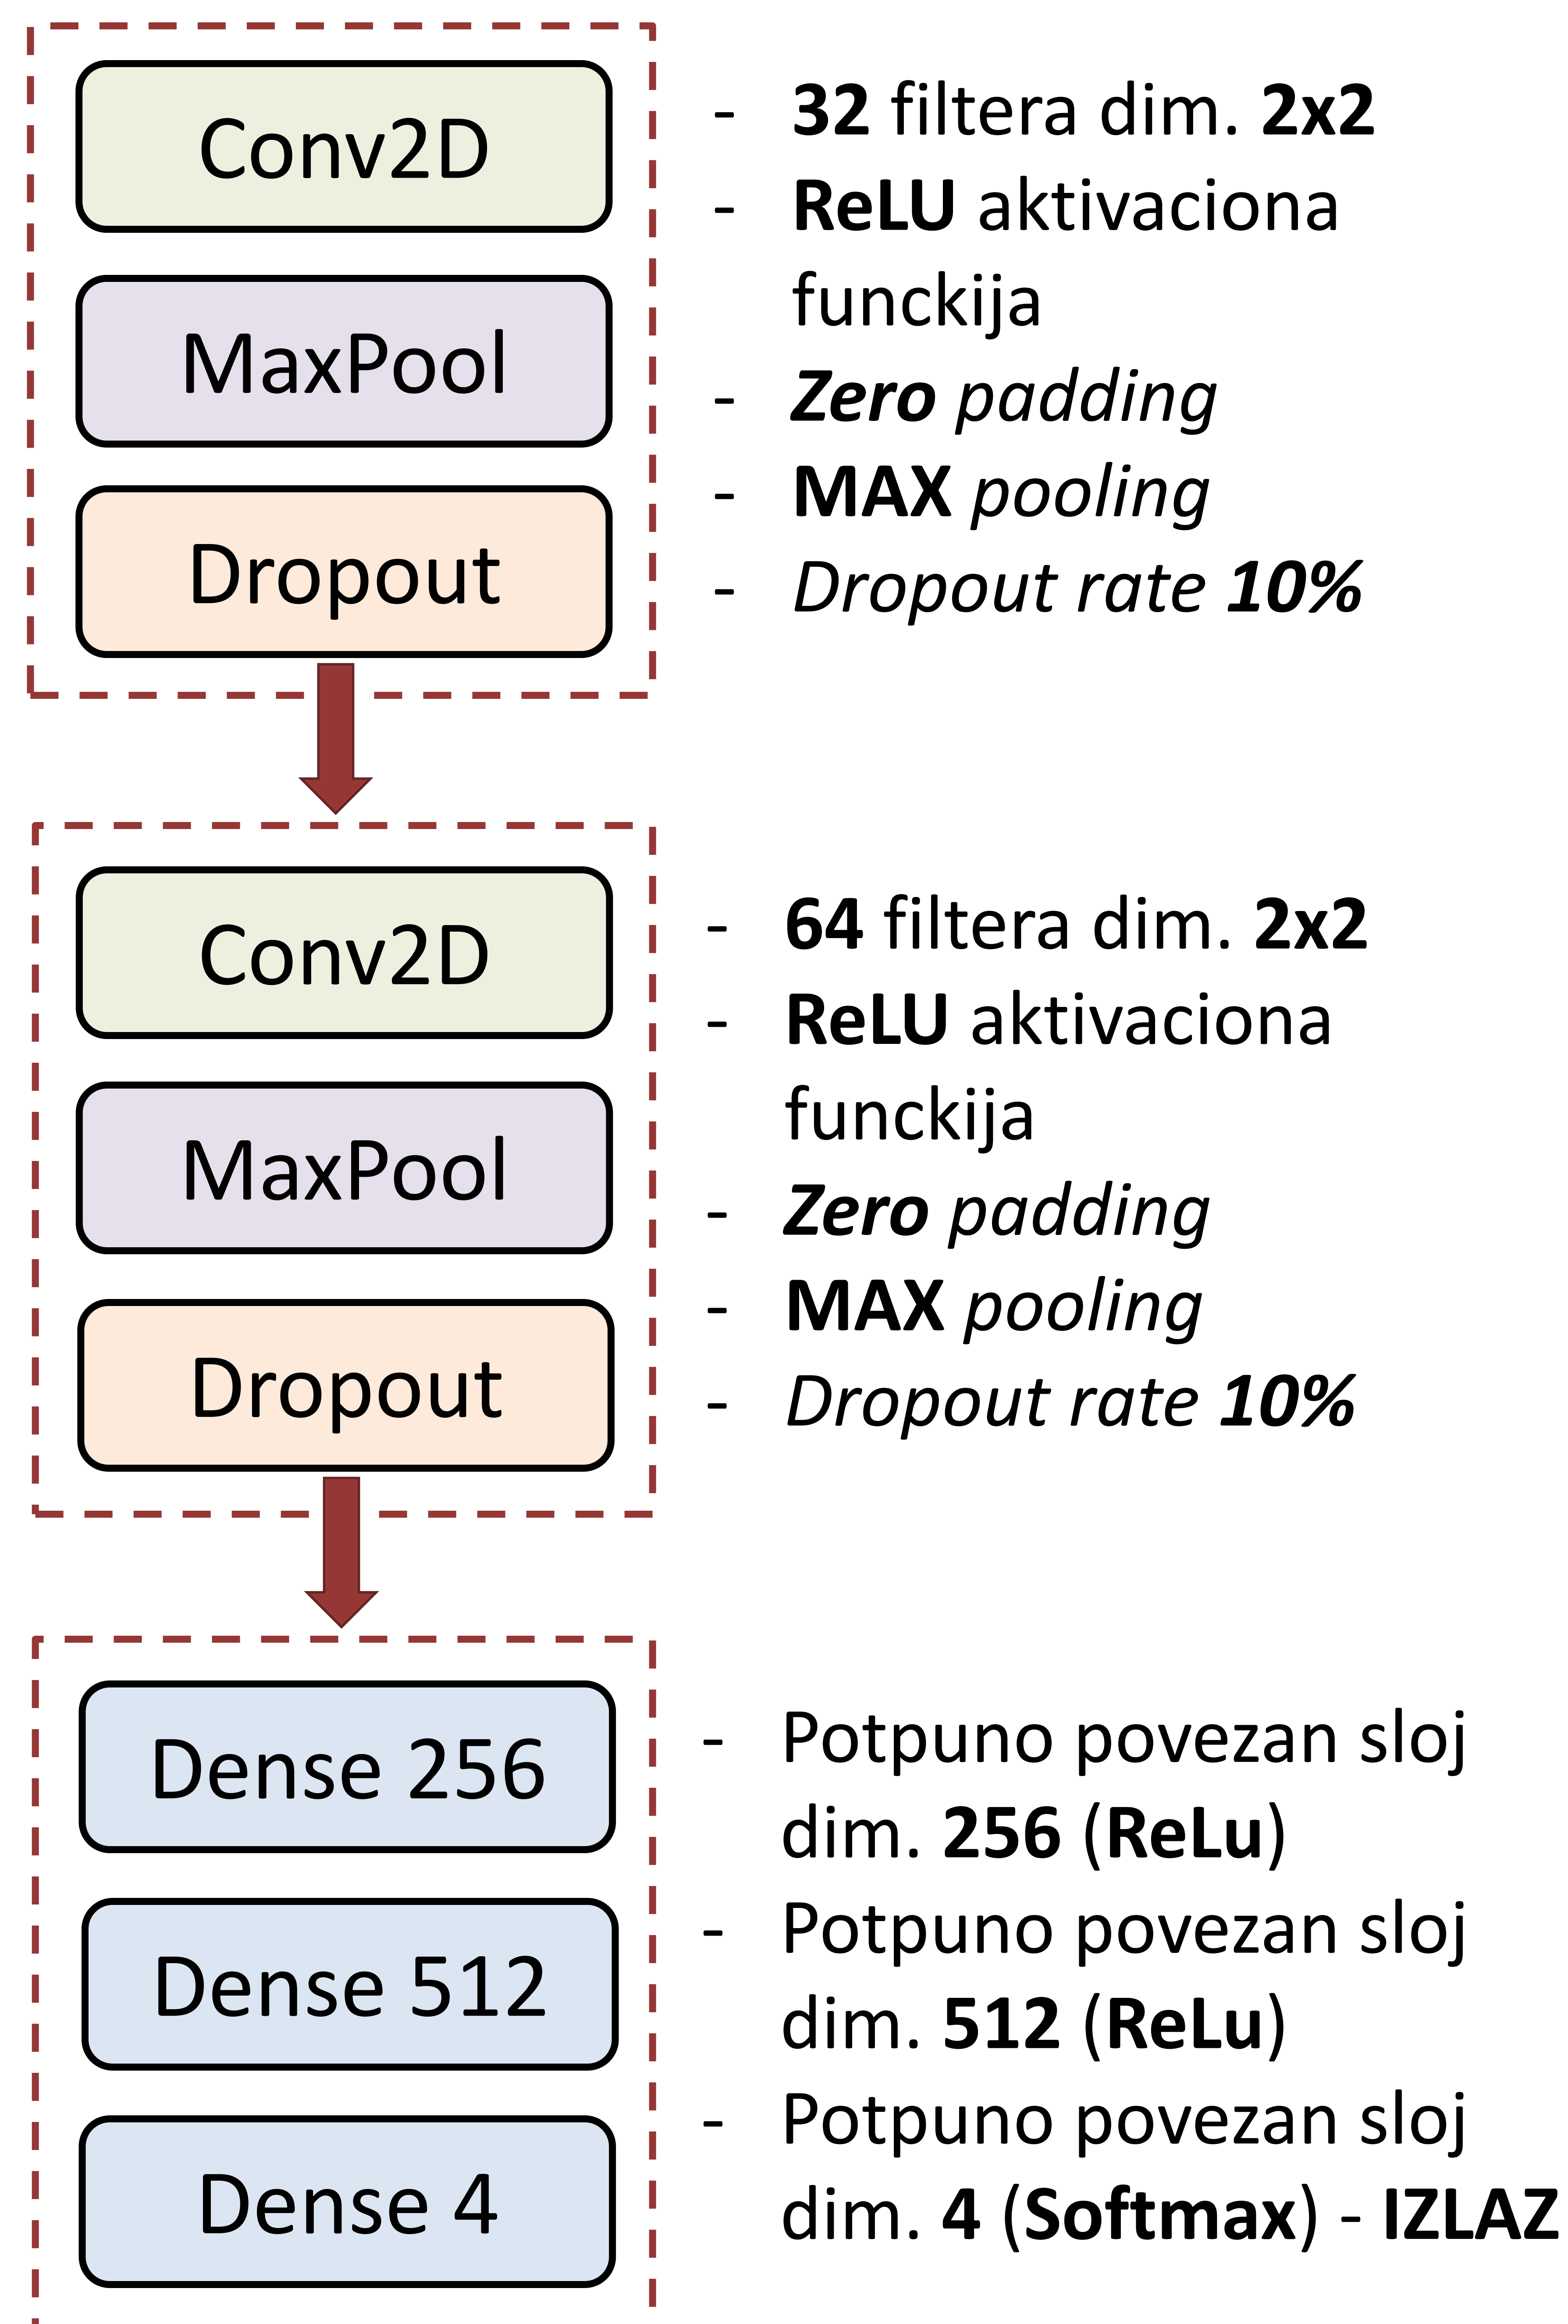 Conv2D
MaxPool
Dropout
- 32 filtera dim. 2x2
- ReLU aktivaciona
funckija
- Zero padding
- MAX pooling
- Dropout rate 10%
Conv2D
MaxPool
Dropout
- 64 filtera dim. 2x2
- ReLU aktivaciona
funckija
- Zero padding
- MAX pooling
- Dropout rate 10%
Dense 256
Dense 512
Dense 4
- Potpuno povezan sloj
dim. 256 (ReLu)
- Potpuno povezan sloj
dim. 512 (ReLu)
- Potpuno povezan sloj
dim. 4 (Softmax) - IZLAZ